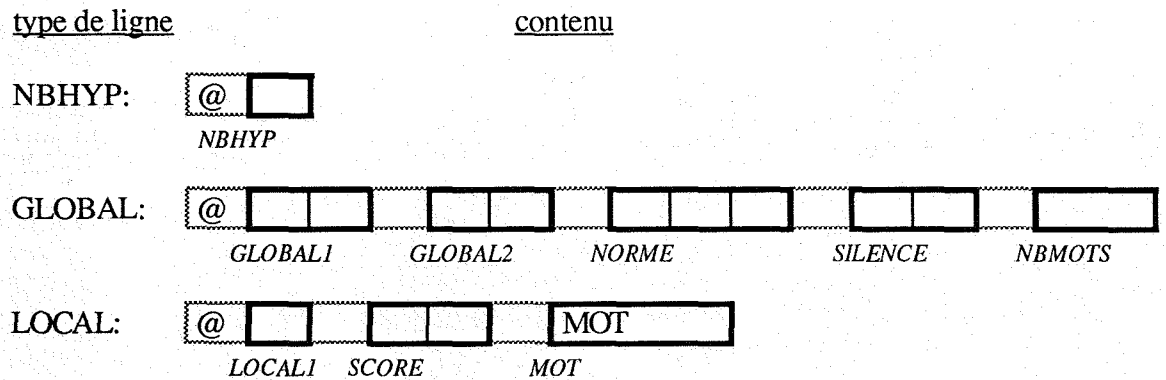 type de ligne contenu
NBHYP: @
NBHYP
GLOBAL: @
GLOBAL1 GLOBAL2 NORME SILENCE NBMOTS
LOCAL: @ MOT
LOCAL1 SCORE MOT